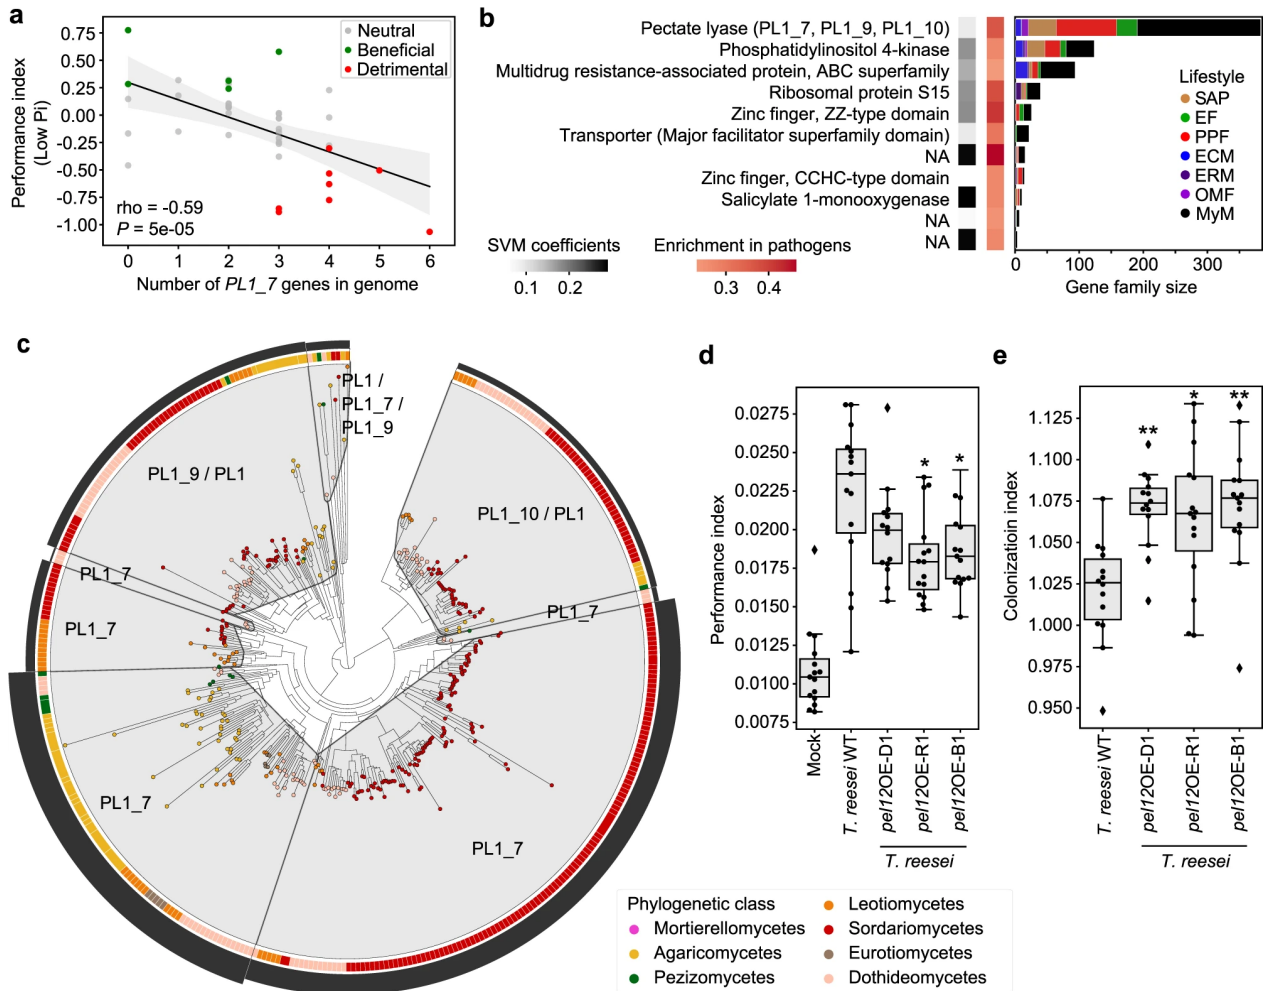 a
Performance index
(Low Pi)
0.75
0.50
0.25
0.00
-0.25
-0.50
-0.75
-1.00
Neutral
Beneficial
Detrimental
rho = -0.59
P = 5e-05
0 1 2 3 4 5 6
Number of PL1_7 genes in genome
b
Pectate lyase (PL1_7, PL1_9, PL1_10)
Phosphatidylinositol 4-kinase
Multidrug resistance-associated protein, ABC superfamily
Ribosomal protein S15
Zinc finger, ZZ-type domain
Transporter (Major facilitator superfamily domain)
NA
Zinc finger, CCHC-type domain
Salicylate 1-monooxygenase
NA
NA
SVM coefficients
0.1 0.2
Enrichment in pathogens
0.3 0.4
Lifestyle
SAP
EF
PPF
ECM
ERM
OMF
MyM
0 100 200 300
Gene family size
c
PL1 /
PL1_7 /
PL1_9
PL1_9 / PL1
PL1_10 / PL1
PL1_7
PL1_7
PL1_7
PL1_7
PL1_7
Phylogenetic class
Mortierellomycetes
Agaricomycetes
Pezizomycetes
Leotiomycetes
Sordariomycetes
Eurotiomycetes
Dothideomycetes
d
Performance index
0.0275
0.0250
0.0225
0.0200
0.0175
0.0150
0.0125
0.0100
0.0075
* *
Mock
T. reesei WT
pel12OE-D1
pel12OE-R1
pel12OE-B1
T. reesei
e
Colonizatioin index
1.125
1.100
1.075
1.050
1.025
1.000
0.975
0.950
** * **
T. reesei WT
pel12OE-D1
pel12OE-R1
pel12OE-B1
T. reesei